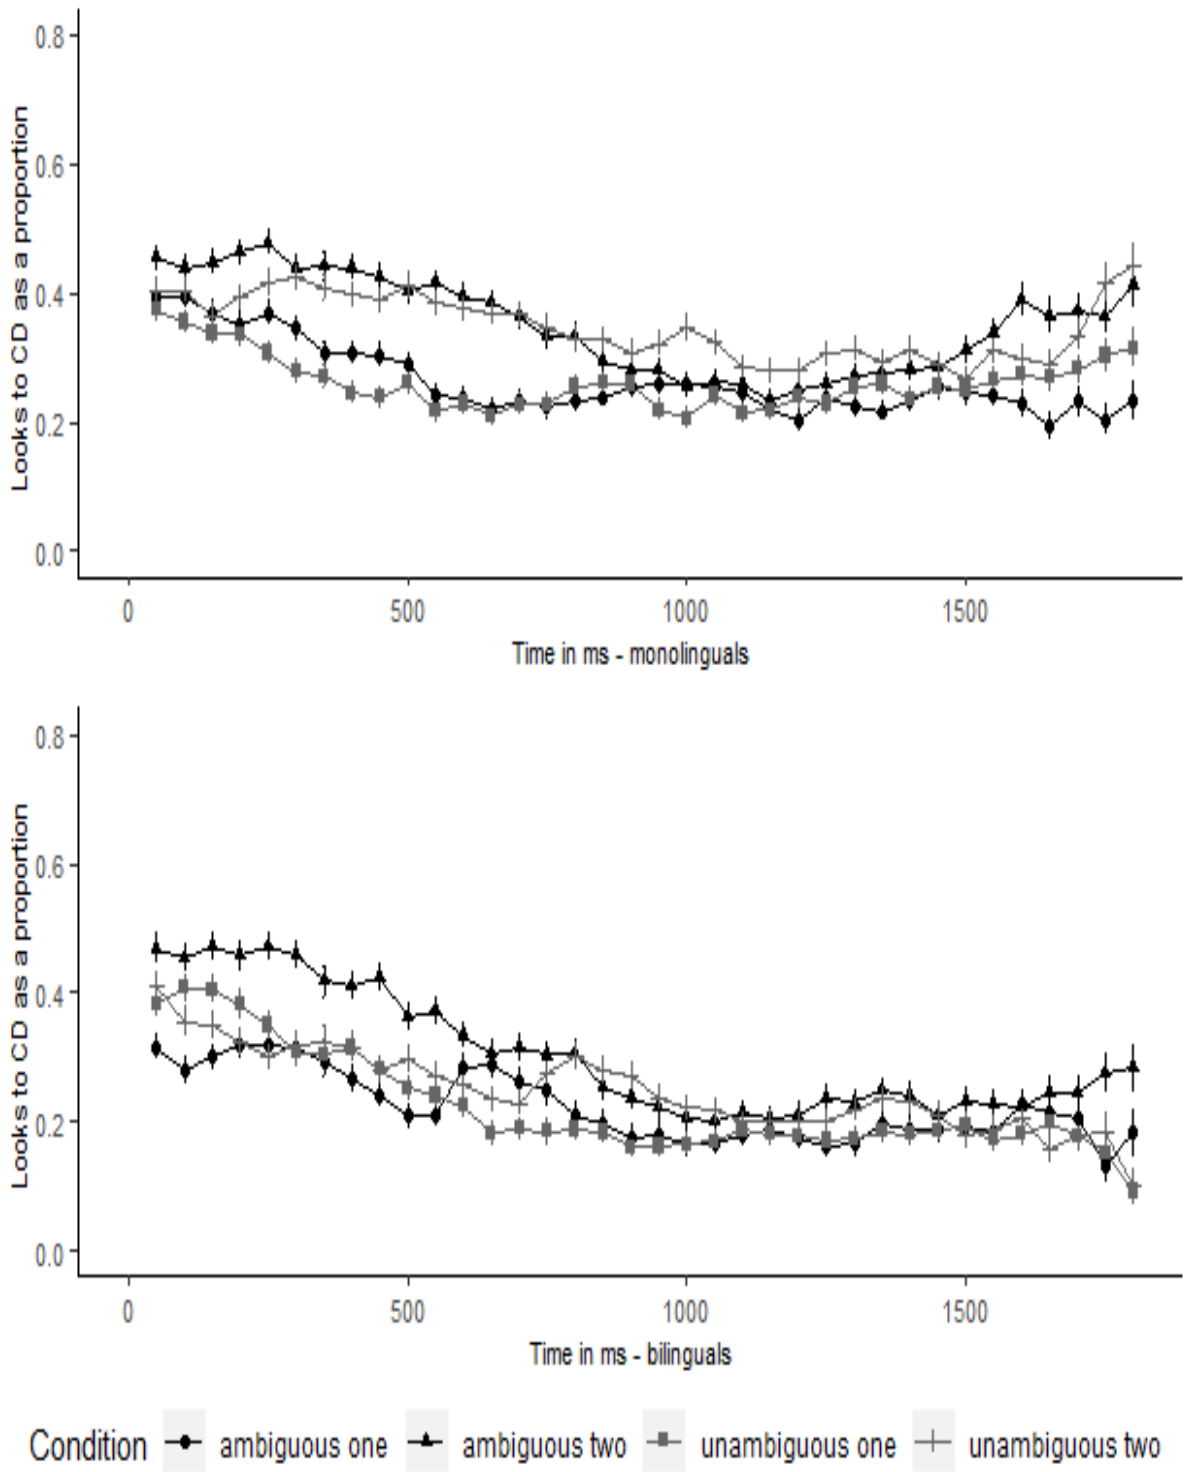 Looks to CD as a proportion
0.8
0.6
0.4
0.2
0.0
0 500 1000 1500
Time in ms - monolinguals
Looks to CD as a proportion
0.8
0.6
0.4
0.2
0.0
0 500 1000 1500
Time in ms - bilinguals
Condition ambiguous one ambiguous two unambiguous one unambiguous two